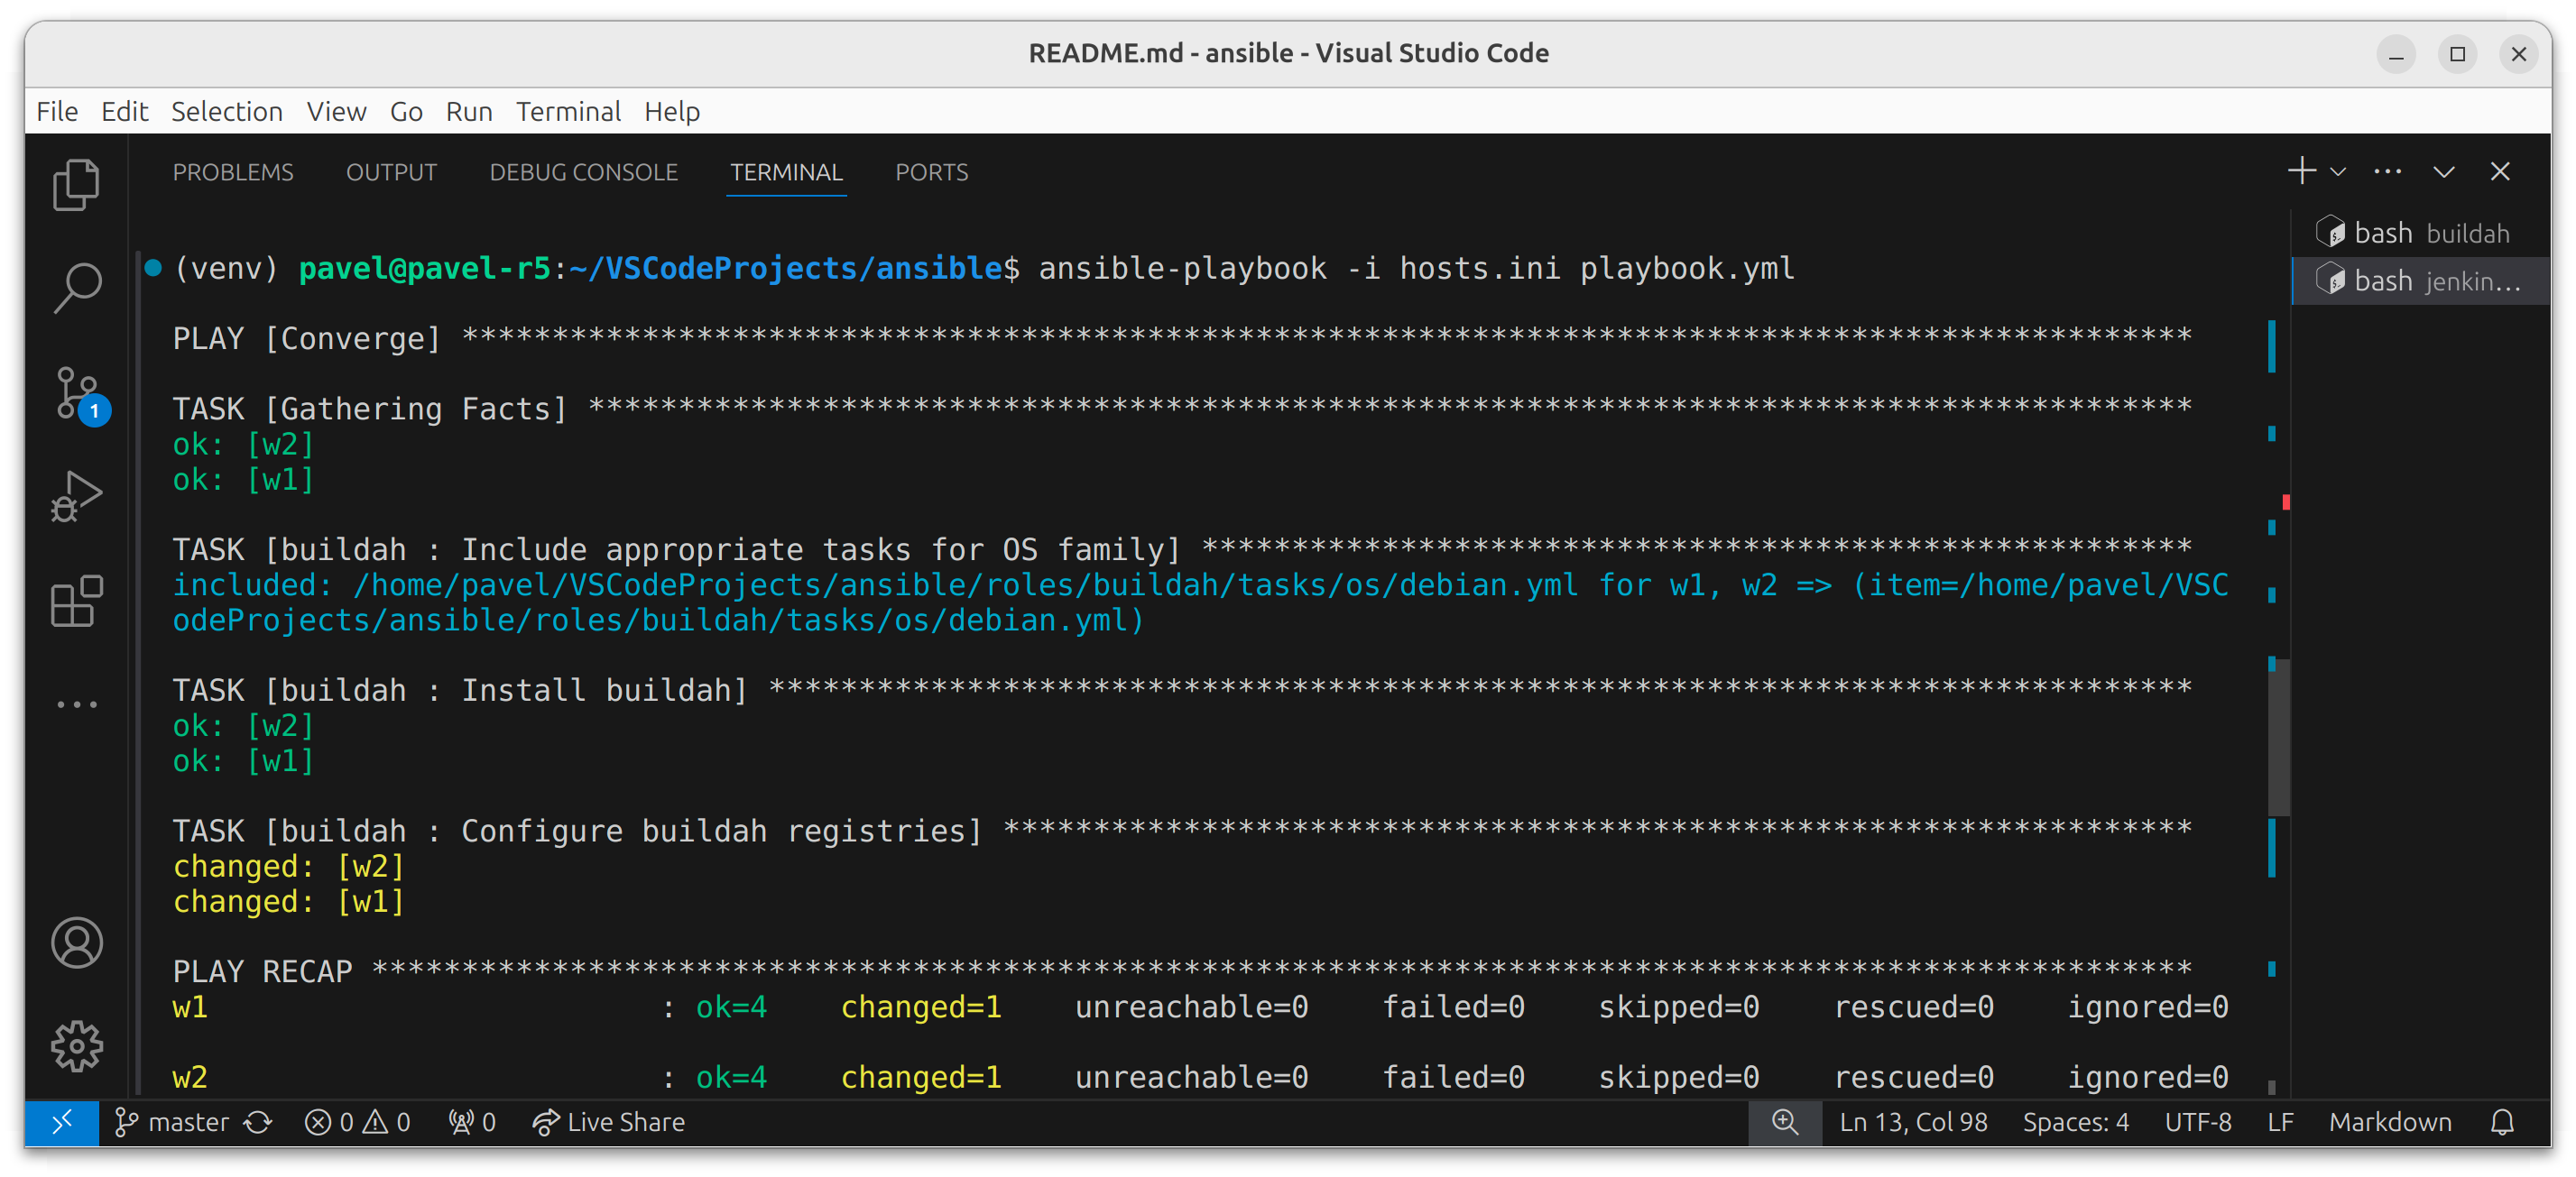 README.md - ansible - Visual Studio Code
File Edit Selection View Go Run Terminal Help
PROBLEMS OUTPUT DEBUG CONSOLE TERMINAL PORTS
bash buildah
bash jenkin...
(venv) pavel@pavel-r5:~/VSCodeProjects/ansible$ ansible-playbook -i hosts.ini playbook.yml
PLAY [Converge] ************************************************************************************************
TASK [Gathering Facts] *****************************************************************************************
ok: [w2]
ok: [w1]
TASK [buildah : Include appropriate tasks for OS family] *******************************************************
included: /home/pavel/VSCodeProjects/ansible/roles/buildah/tasks/os/debian.yml for w1, w2 => (item=/home/pavel/VSC
odeProjects/ansible/roles/buildah/tasks/os/debian.yml)
TASK [buildah : Install buildah] *******************************************************************************
ok: [w2]
ok: [w1]
TASK [buildah : Configure buildah registries] ******************************************************************
changed: [w2]
changed: [w1]
PLAY RECAP *****************************************************************************************************
w1 : ok=4 changed=1 unreachable=0 failed=0 skipped=0 rescued=0 ignored=0
w2 : ok=4 changed=1 unreachable=0 failed=0 skipped=0 rescued=0 ignored=0
1
master 0 0 0 Live Share Ln 13, Col 98 Spaces: 4 UTF-8 LF Markdown